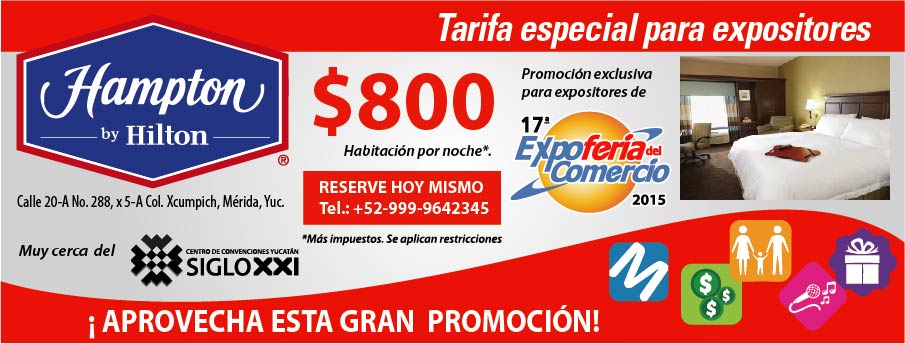 Tarifa especial para expositores
Hampton
by Hilton
®
Calle 20-A No. 288, x 5-A Col. Xcumpich, Mérida, Yuc.
Muy cerca del
CENTRO DE CONVENCIONES YUCATÁN
SIGLO XXI
$800
Habitación por noche*.
RESERVE HOY MISMO
Tel.: +52-999-9642345
*Más impuestos. Se aplican restricciones
Promoción exclusiva
para expositores de
17ª
Expoferia del
Comercio
2015
M
$
$
$
¡ APROVECHA ESTA GRAN PROMOCIÓN!